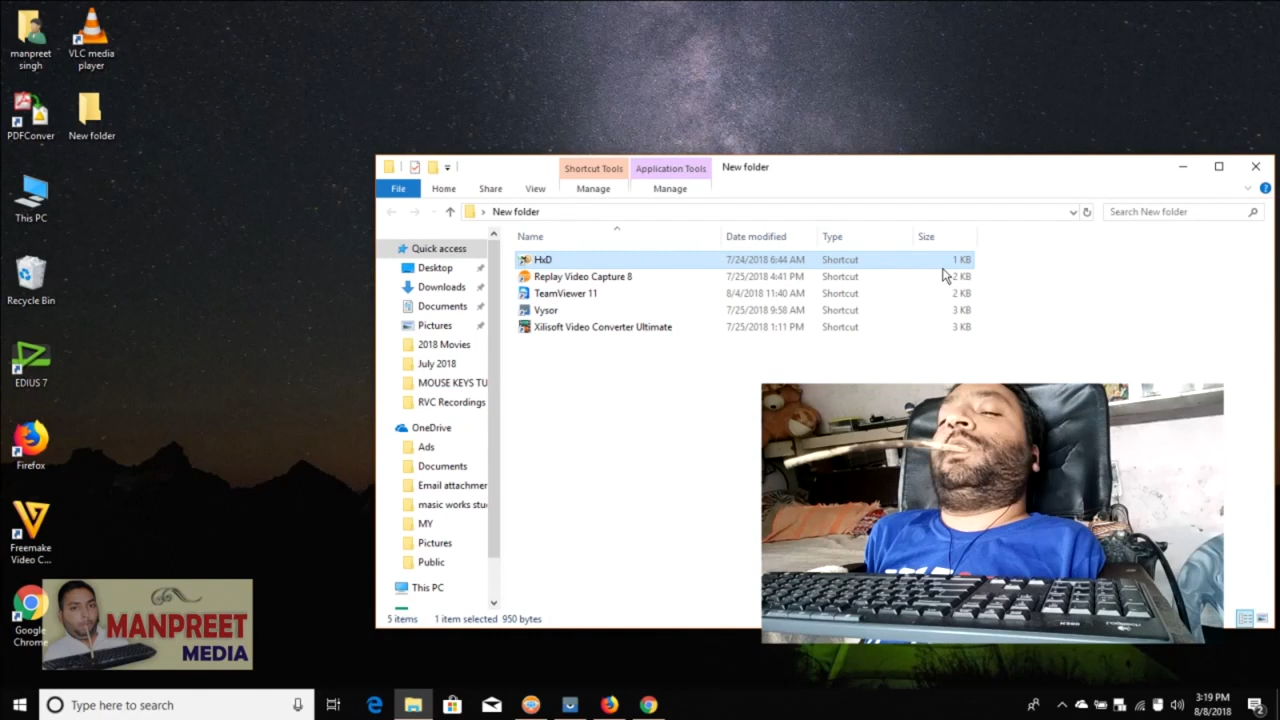 manpreet singh
VLC media player
PDFConver
New folder
This PC
Recycle Bin
EDIUS 7
Firefox
Freemake Video C...
Google Chrome
MANPREET
MEDIA
Shortcut Tools
Application Tools
New folder
File
Home
Share
View
Manage
Manage
New folder
Search New folder
Name
Date modified
Type
Size
Quick access
Desktop
Downloads
Documents
Pictures
2018 Movies
July 2018
MOUSE KEYS TU
RVC Recordings
OneDrive
Ads
Documents
Email attachmer
masic works stu
MY
Pictures
Public
This PC
HxD 7/24/2018 6:44 AM Shortcut 1 KB
Replay Video Capture 8 7/25/2018 4:41 PM Shortcut 2 KB
TeamViewer 11 8/4/2018 11:40 AM Shortcut 2 KB
Vysor 7/25/2018 9:58 AM Shortcut 3 KB
Xilisoft Video Converter Ultimate 7/25/2018 1:11 PM Shortcut 3 KB
5 items 1 item selected 950 bytes
Type here to search
3:19 PM
8/8/2018
2